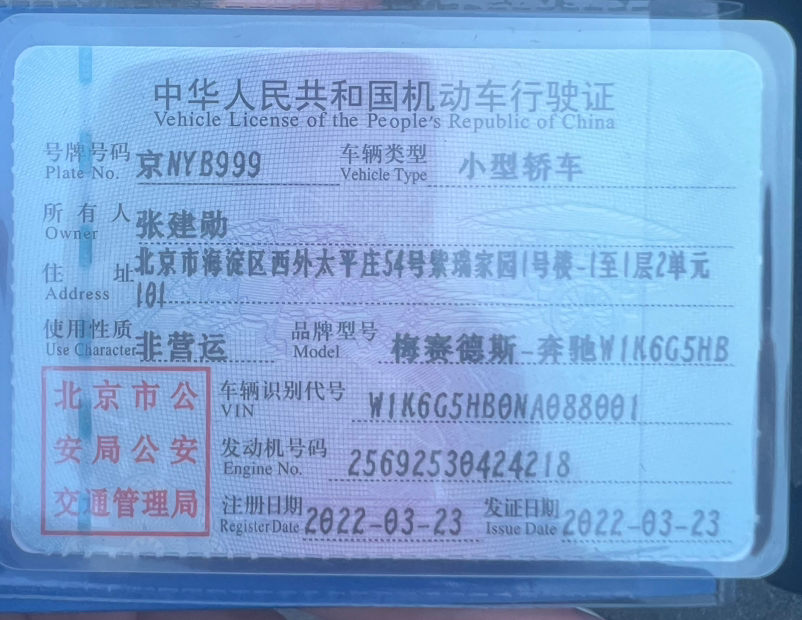 中华人民共和国机动车行驶证
Vehicle License of the People's Republic of China
号牌号码 京NYB999 车辆类型 小型轿车
Plate No. Vehicle Type
所有人 张建勋
Owner
住址 北京市海淀区西外太平庄54号紫瑞家园1号楼-1至1层2单元
Address 101
使用性质 非营运 品牌型号 梅赛德斯-奔驰W1K6G5HB
Use Character Model
北京市公
安局公安
交通管理局
车辆识别代号 W1K6G5HB0NA088001
VIN
发动机号码 25692530424218
Engine No.
注册日期 2022-03-23 发证日期 2022-03-23
Register Date Issue Date